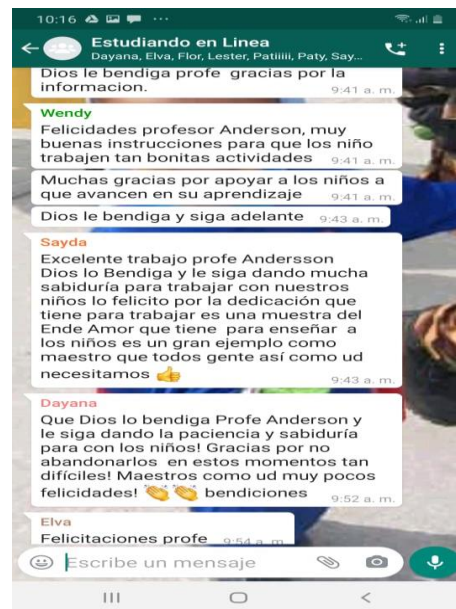 10:16
Estudiando en Linea
Dayana, Elva, Flor, Lester, Patiiiii, Paty, Say...
Dios le bendiga profe gracias por la
informacion.
9:41 a. m.
Wendy
Felicidades profesor Anderson, muy
buenas instrucciones para que los niño
trabajen tan bonitas actividades 9:41 a. m.
Muchas gracias por apoyar a los niños a
que avancen en su aprendizaje 9:41 a. m.
Dios le bendiga y siga adelante 9:43 a. m.
Sayda
Excelente trabajo profe Andersson
Dios lo Bendiga y le siga dando mucha
sabiduría para trabajar con nuestros
niños lo felicito por la dedicación que
tiene para trabajar es una muestra del
Ende Amor que tiene para enseñar a
los niños es un gran ejemplo como
maestro que todos gente así como ud
necesitamos 👍
9:43 a. m.
Dayana
Que Dios lo bendiga Profe Anderson y
le siga dando la paciencia y sabiduría
para con los niños! Gracias por no
abandonarlos en estos momentos tan
difíciles! Maestros como ud muy pocos
felicidades! 👏 👏 bendiciones 9:52 a. m.
Elva
Felicitaciones profe 9:54 a. m.
Escribe un mensaje